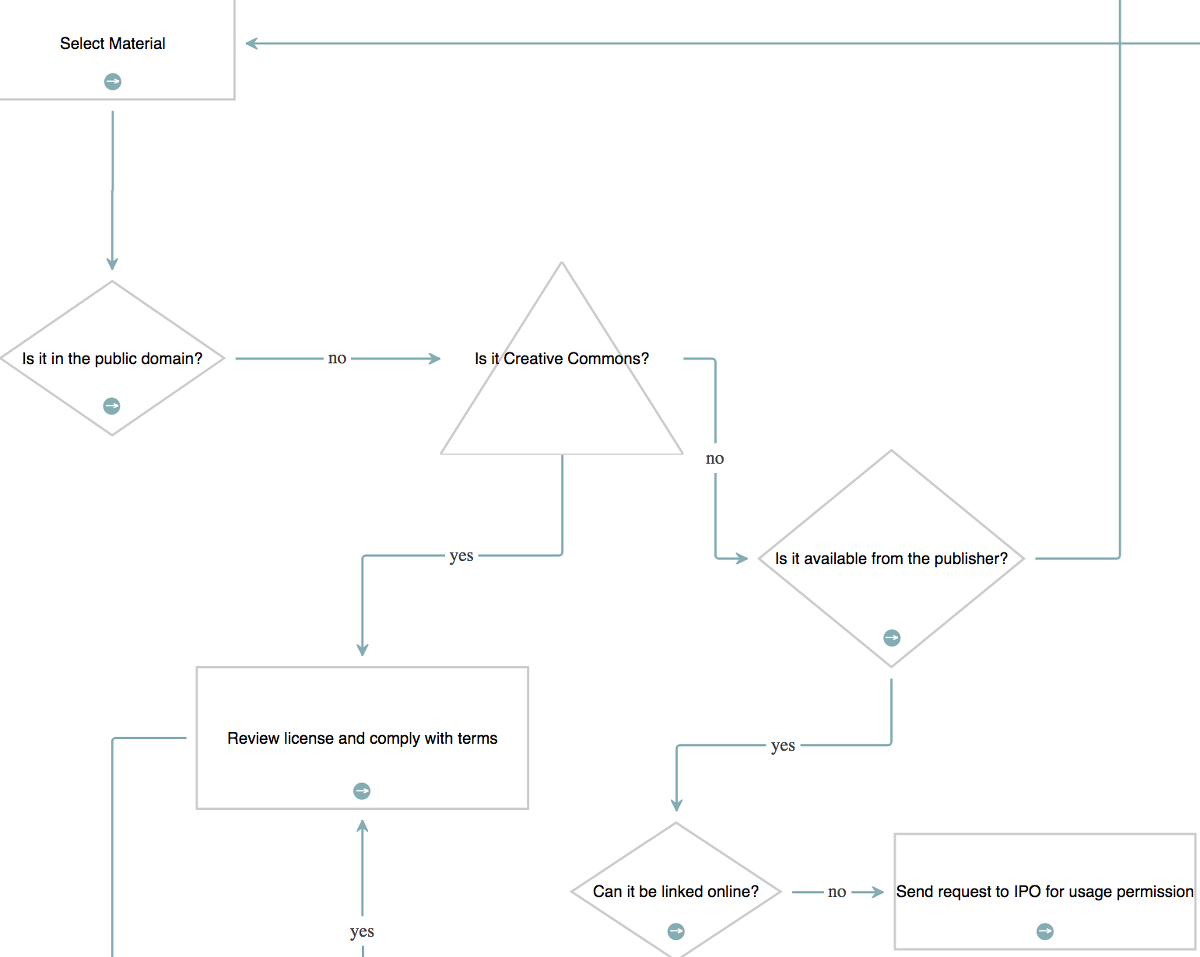 Select Material
Is it in the public domain?
no
Is it Creative Commons?
no
Is it available from the publisher?
yes
Review license and comply with terms
yes
Can it be linked online?
no
Send request to IPO for usage permission
yes